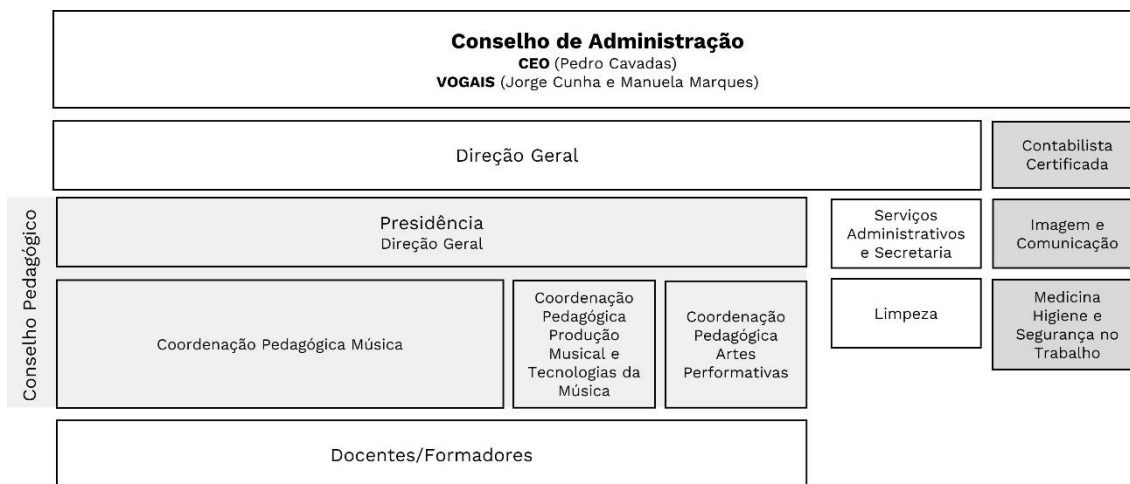 Conselho de Administração
CEO (Pedro Cavadas)
VOGAIS (Jorge Cunha e Manuela Marques)
Direção Geral
Contabilista
Certificada
Conselho Pedagógico
Presidência
Direção Geral
Serviços
Administrativos
e Secretaria
Imagem e
Comunicação
Coordenação Pedagógica Música
Coordenação
Pedagógica
Produção
Musical e
Tecnologias da
Música
Coordenação
Pedagógica
Artes
Performativas
Limpeza
Medicina
Higiene e
Segurança no
Trabalho
Docentes/Formadores